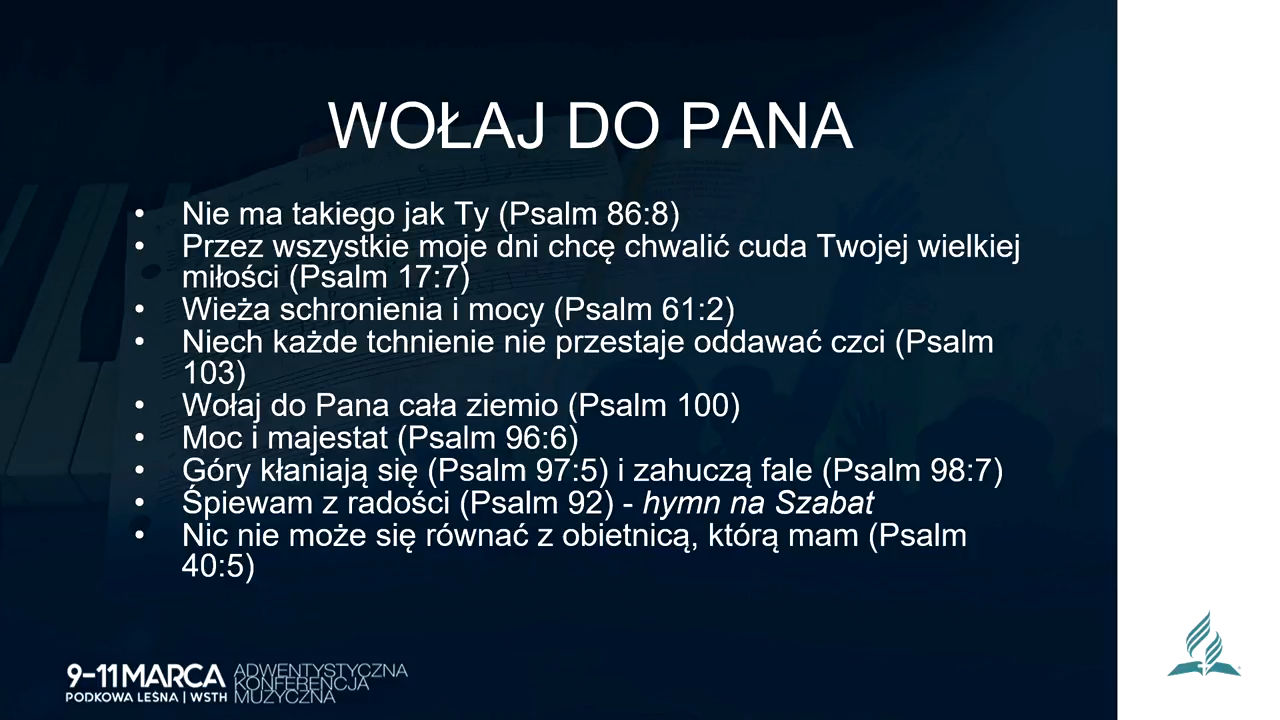 WOŁAJ DO PANA
• Nie ma takiego jak Ty (Psalm 86:8)
• Przez wszystkie moje dni chcę chwalić cuda Twojej wielkiej
miłości (Psalm 17:7)
• Wieża schronienia i mocy (Psalm 61:2)
• Niech każde tchnienie nie przestaje oddawać czci (Psalm
103)
• Wołaj do Pana cała ziemio (Psalm 100)
• Moc i majestat (Psalm 96:6)
• Góry kłaniają się (Psalm 97:5) i zahuczą fale (Psalm 98:7)
• Śpiewam z radości (Psalm 92) - hymn na Szabat
• Nic nie może się równać z obietnicą, którą mam (Psalm
40:5)
9-11 MARCA
PODKOWA LEŚNA | WSTH
ADWENTYSTYCZNA
KONFERENCJA
MUZYCZNA